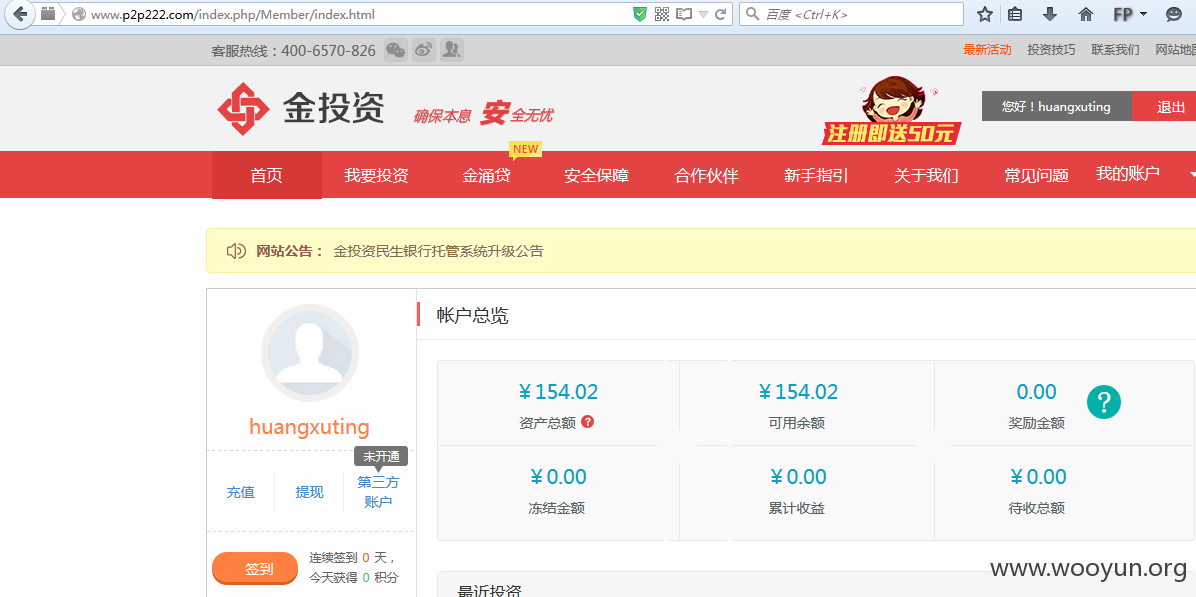 www.p2p222.com/index.php/Member/index.html
百度 <Ctrl+K>
FP
客服热线：400-6570-826
最新活动 投资技巧 联系我们 网站地
金投资
确保本息 安全无忧
注册即送50元
您好！huangxuting
退出
NEW
首页 我要投资 金涌贷 安全保障 合作伙伴 新手指引 关于我们 常见问题 我的账户
网站公告： 金投资民生银行托管系统升级公告
huangxuting
未开通
充值 提现 第三方
账户
签到
连续签到 0 天，
今天获得 0 积分
帐户总览
￥154.02 ￥154.02 0.00
资产总额 ? 可用余额 奖励金额 ?
￥0.00 ￥0.00 ￥0.00
冻结金额 累计收益 待收总额
最近投资
www.wooyun.org